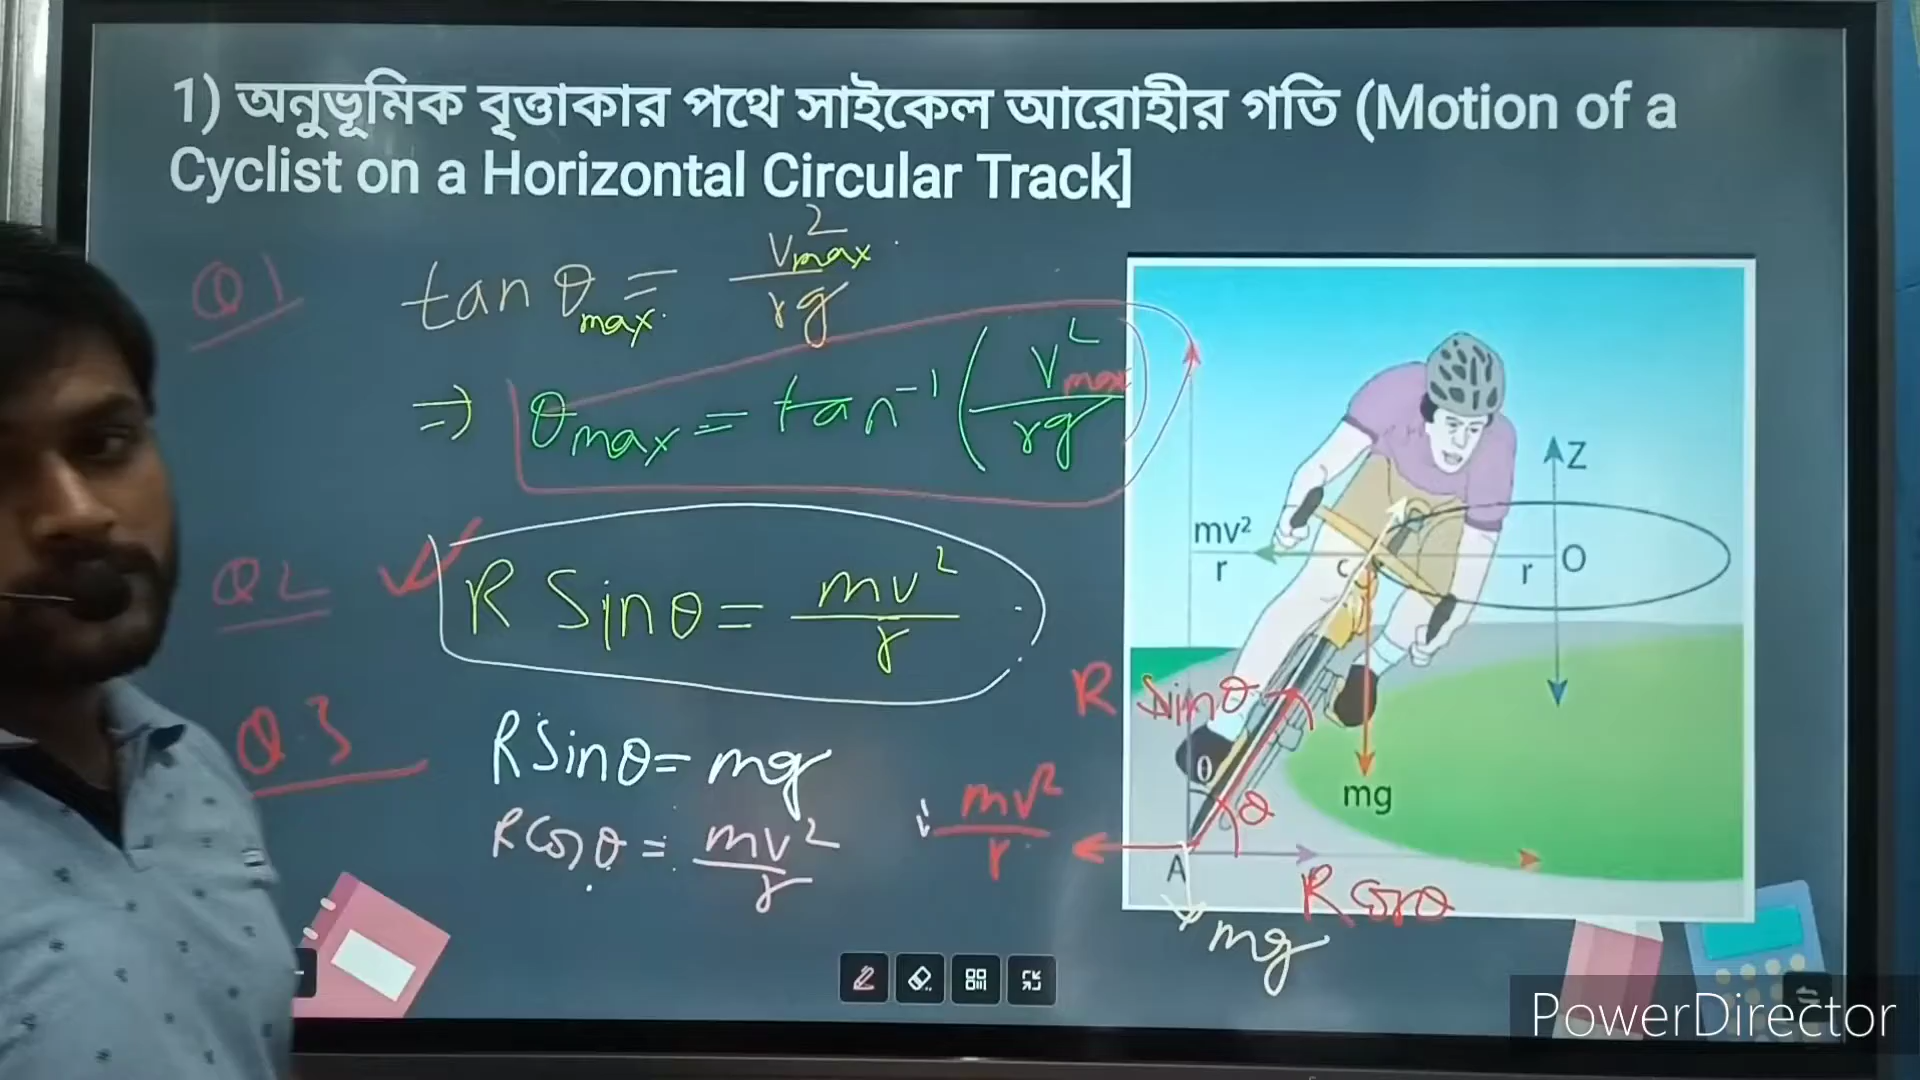 1) অনুভূমিক বৃত্তাকার পথে সাইকেল আরোহীর গতি (Motion of a
Cyclist on a Horizontal Circular Track]
Q1
tan θmax = v²max / rg
⇒ θmax = tan⁻¹ (v²max / rg)
Q2
R Sinθ = mv² / r
Q3
R Sinθ = mg
R Cosθ = mv² / r
mv² / r
Z
mv² / r
C
r
O
R Sinθ
θ
θ
mg
A
R Cosθ
mg
PowerDirector